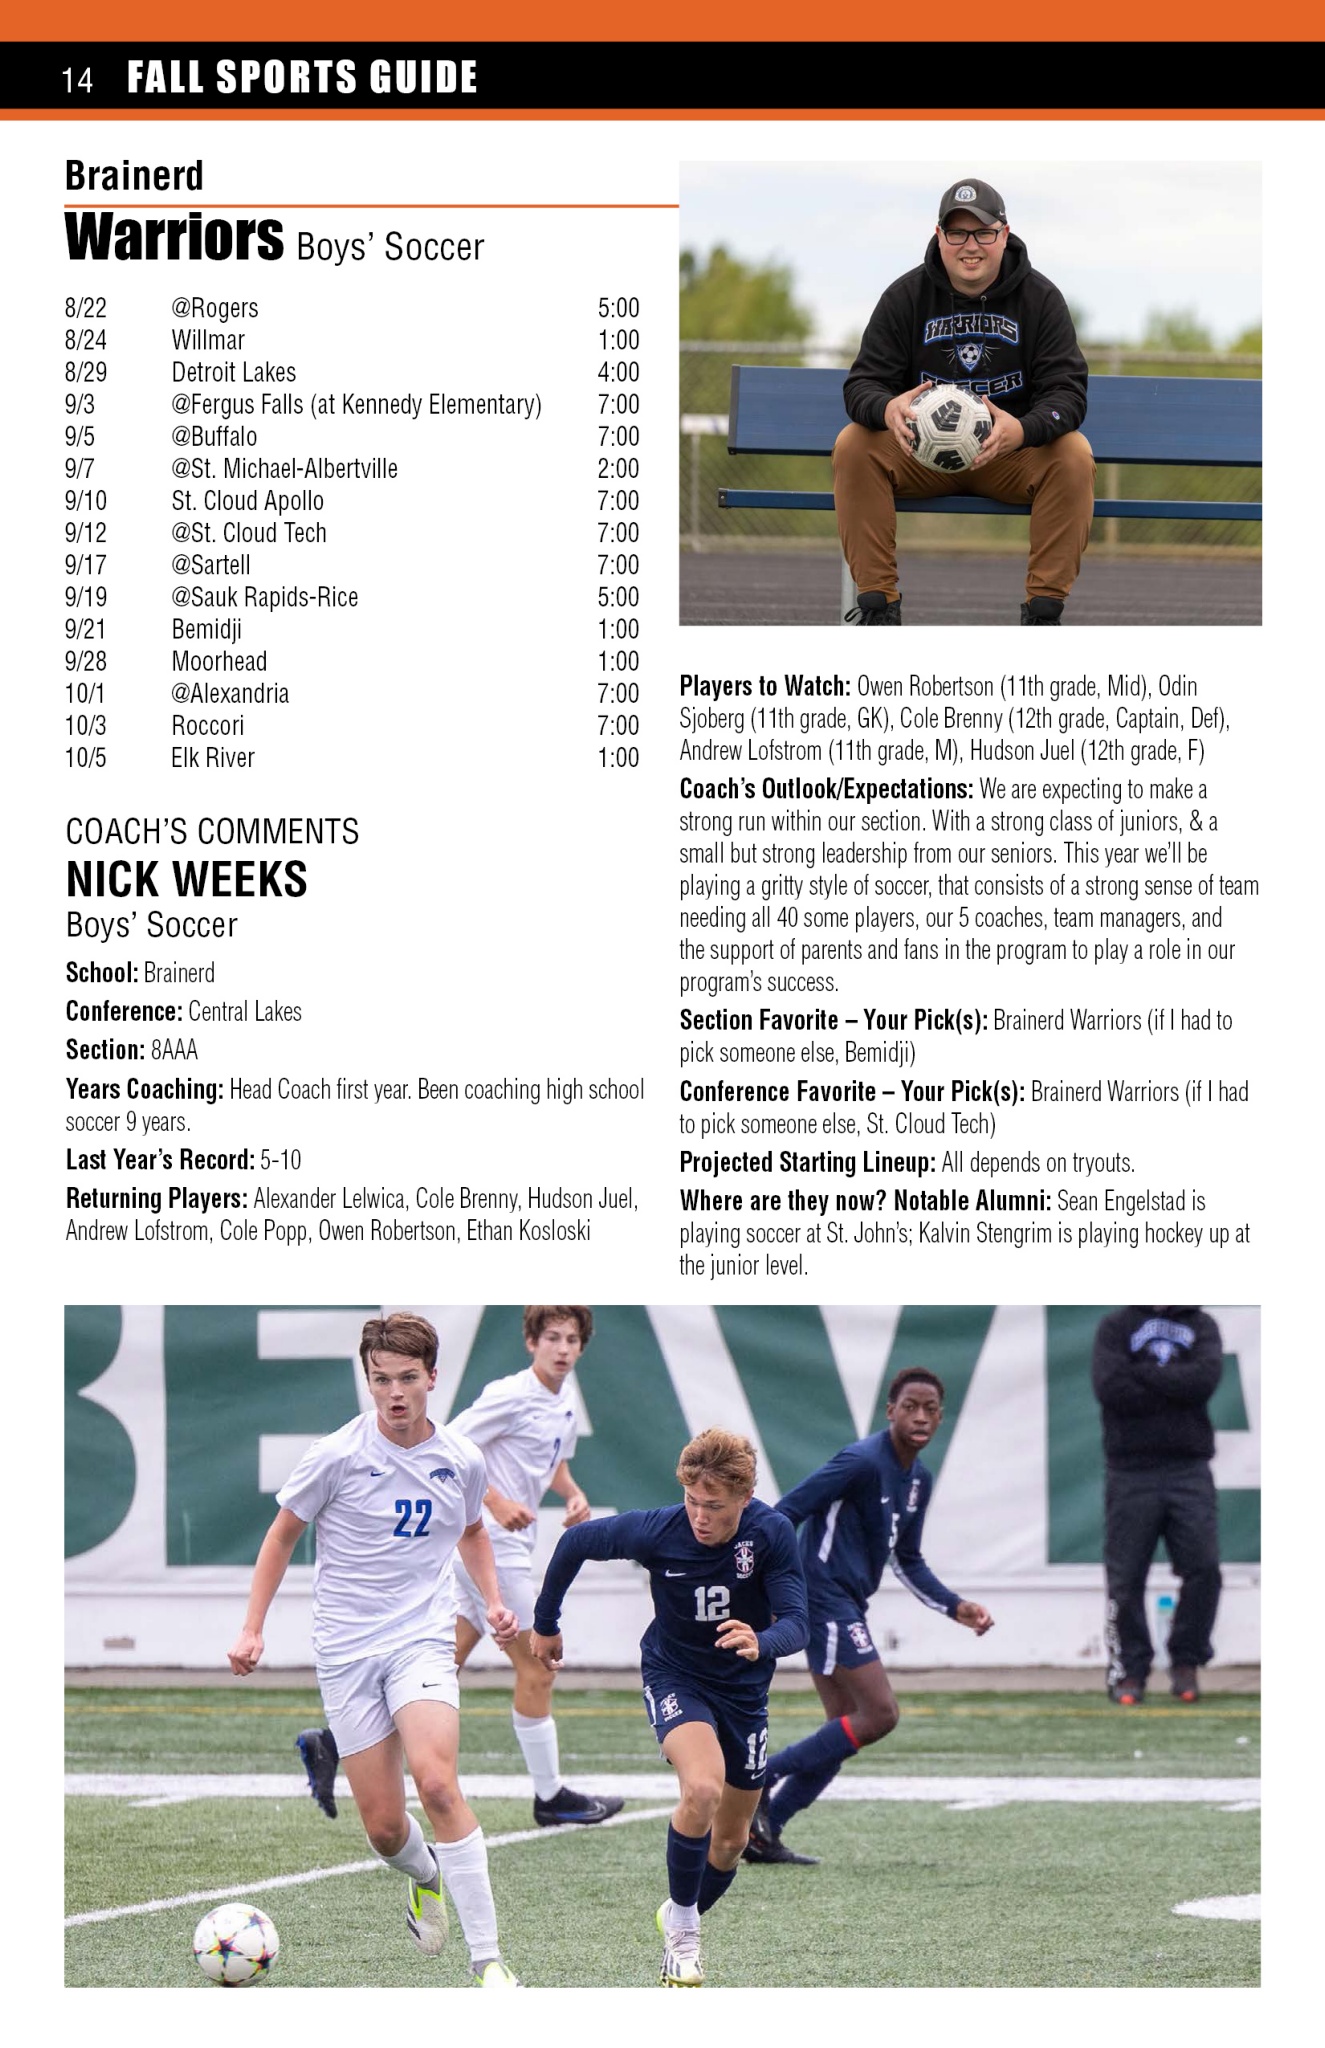 14 FALL SPORTS GUIDE
Brainerd
Warriors Boys’ Soccer
8/22 @Rogers 5:00
8/24 Willmar 1:00
8/29 Detroit Lakes 4:00
9/3 @Fergus Falls (at Kennedy Elementary) 7:00
9/5 @Buffalo 7:00
9/7 @St. Michael-Albertville 2:00
9/10 St. Cloud Apollo 7:00
9/12 @St. Cloud Tech 7:00
9/17 @Sartell 7:00
9/19 @Sauk Rapids-Rice 5:00
9/21 Bemidji 1:00
9/28 Moorhead 1:00
10/1 @Alexandria 7:00
10/3 Roccori 7:00
10/5 Elk River 1:00
COACH’S COMMENTS
NICK WEEKS
Boys’ Soccer
School: Brainerd
Conference: Central Lakes
Section: 8AAA
Years Coaching: Head Coach first year. Been coaching high school
soccer 9 years.
Last Year’s Record: 5-10
Returning Players: Alexander Lelwica, Cole Brenny, Hudson Juel,
Andrew Lofstrom, Cole Popp, Owen Robertson, Ethan Kosloski
WARRIORS
SOCCER
Players to Watch: Owen Robertson (11th grade, Mid), Odin
Sjoberg (11th grade, GK), Cole Brenny (12th grade, Captain, Def),
Andrew Lofstrom (11th grade, M), Hudson Juel (12th grade, F)
Coach’s Outlook/Expectations: We are expecting to make a
strong run within our section. With a strong class of juniors, & a
small but strong leadership from our seniors. This year we’ll be
playing a gritty style of soccer, that consists of a strong sense of team
needing all 40 some players, our 5 coaches, team managers, and
the support of parents and fans in the program to play a role in our
program’s success.
Section Favorite – Your Pick(s): Brainerd Warriors (if I had to
pick someone else, Bemidji)
Conference Favorite – Your Pick(s): Brainerd Warriors (if I had
to pick someone else, St. Cloud Tech)
Projected Starting Lineup: All depends on tryouts.
Where are they now? Notable Alumni: Sean Engelstad is
playing soccer at St. John’s; Kalvin Stengrim is playing hockey up at
the junior level.
BEAVE
22
JACKS
SOCCER
12
5
12